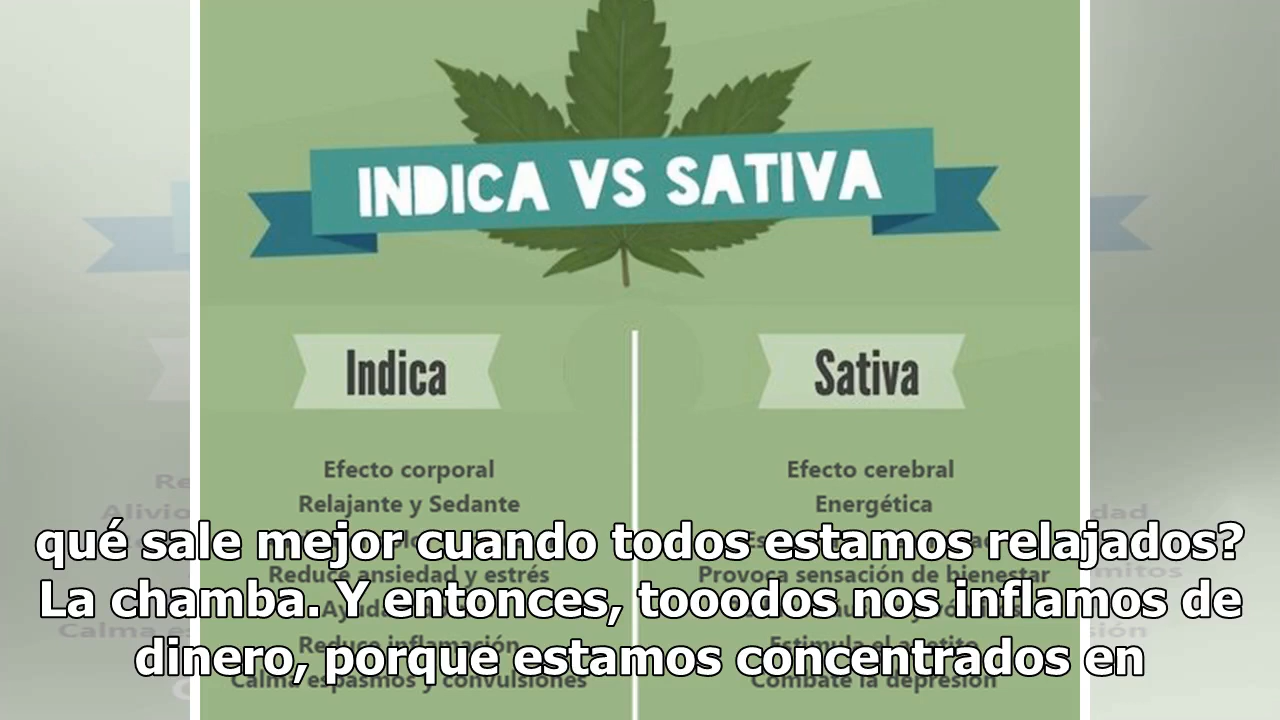 INDICA VS SATIVA
Indica
Sativa
Efecto corporal
Efecto cerebral
Relajante y Sedante
Energética
qué sale mejor cuando todos estamos relajados?
Reduce ansiedad y estrés
Provoca sensación de bienestar
La chamba. Y entonces, tooodos nos inflamos de
Reduce inflamación
Estimula el apetito
dinero, porque estamos concentrados en
Calma espasmos y convulsiones
Combate la depresión